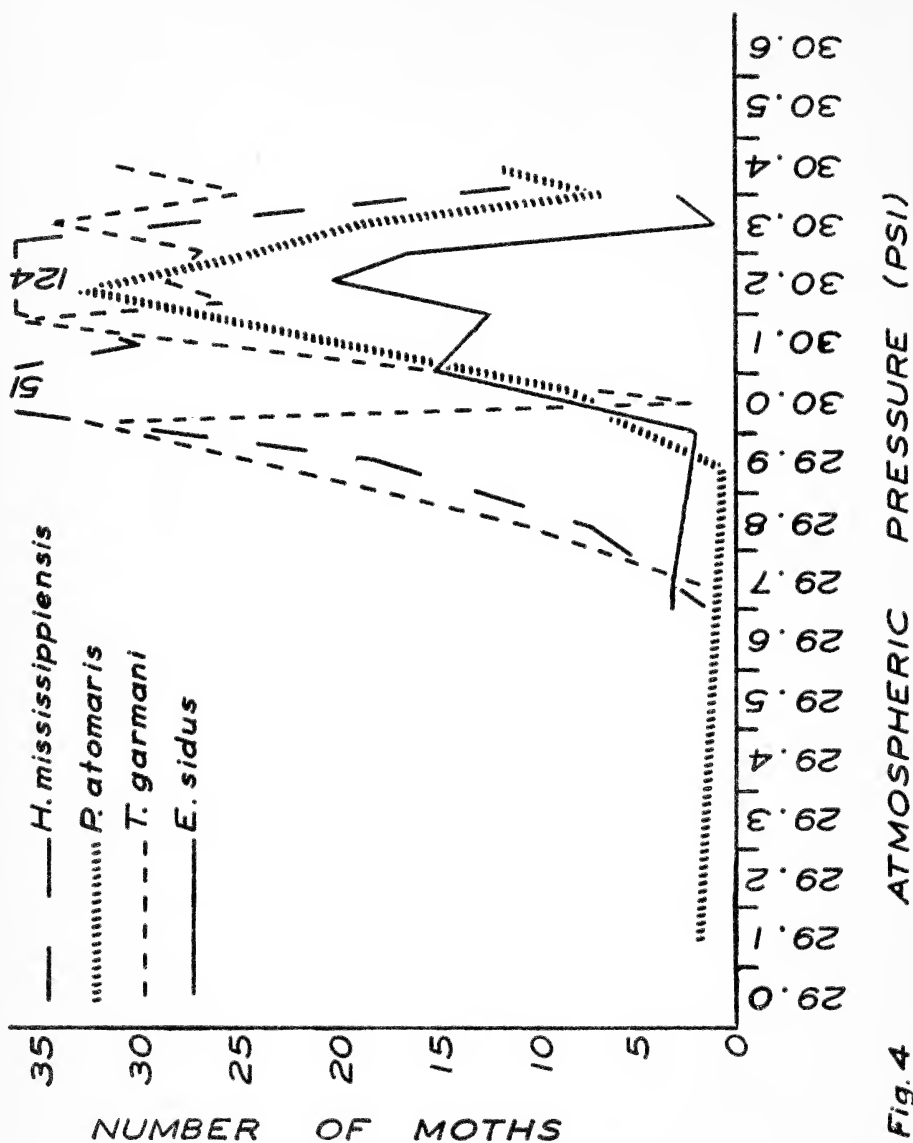 H. mississippiensis
P. atomaris
T. garmani
E. sidus
51
124
35
30
25
20
15
10
5
0
NUMBER OF MOTHS
29.0 29.1 29.2 29.3 29.4 29.5 29.6 29.7 29.8 29.9 30.0 30.1 30.2 30.3 30.4 30.5 30.6
Fig. 4 ATMOSPHERIC PRESSURE (PSI)